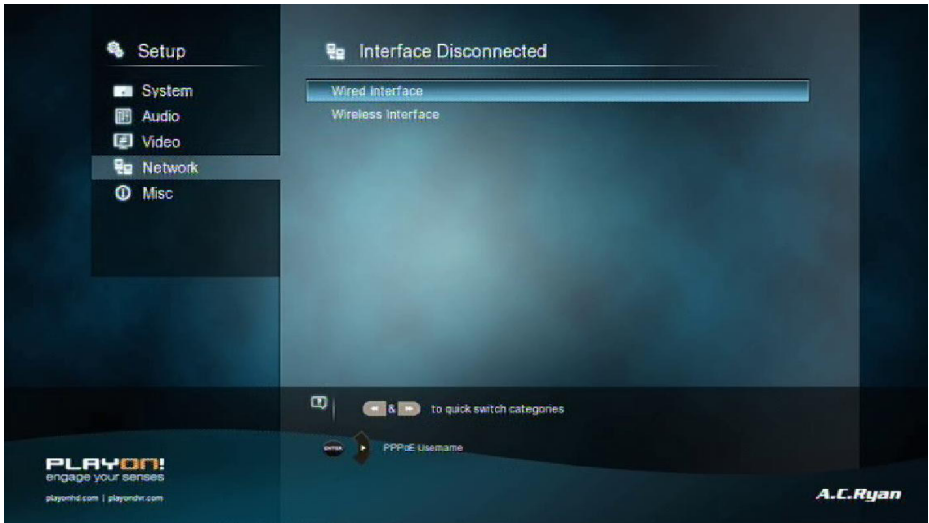 Setup
System
Audio
Video
Network
Misc
Interface Disconnected
Wired Interface
Wireless Interface
& to quick switch categories
ENTER PPPoE Username
PLAYON!
engage your senses
playonhd.com | playondvr.com
A.C.Ryan